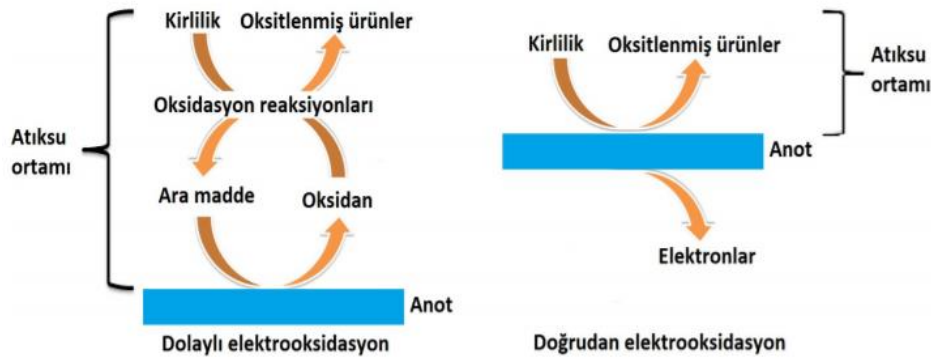 Kirlilik Oksitlenmiş ürünler
Oksidasyon reaksiyonları
Atıksu
ortamı
Ara madde
Oksidan
Anot
Dolaylı elektrooksidasyon
Kirlilik
Oksitlenmiş ürünler
Atıksu
ortamı
Anot
Elektronlar
Doğrudan elektrooksidasyon